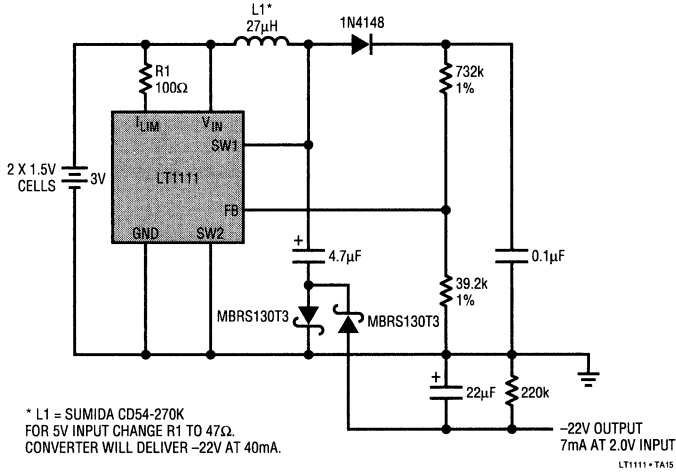 L1*
27µH
1N4148
R1
100Ω
732k
1%
ILIM
VIN
SW1
2 X 1.5V
CELLS
3V
LT1111
FB
GND
SW2
+
4.7µF
0.1µF
39.2k
1%
MBRS130T3
MBRS130T3
+
22µF
220k
* L1 = SUMIDA CD54-270K
FOR 5V INPUT CHANGE R1 TO 47Ω.
CONVERTER WILL DELIVER –22V AT 40mA.
–22V OUTPUT
7mA AT 2.0V INPUT
LT1111 • TA15